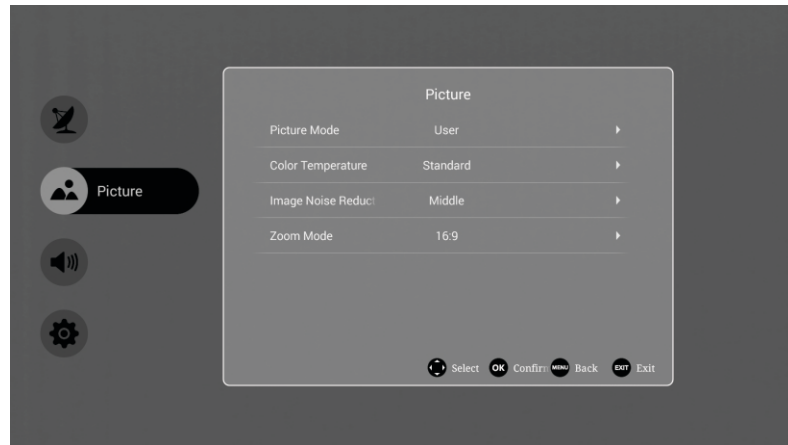 Picture
Picture
Picture Mode User
Color Temperature Standard
Image Noise Reduct Middle
Zoom Mode 16:9
Select OK Confirm MENU Back EXIT Exit